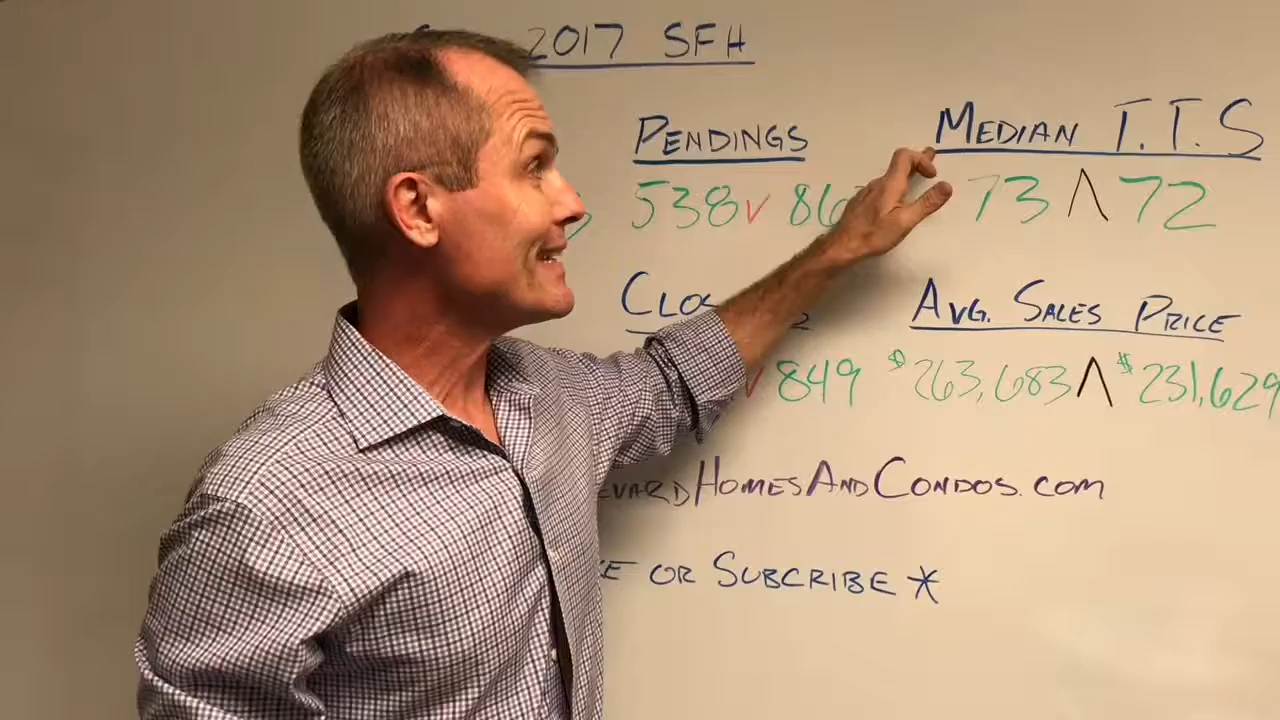 2017 SFH
PENDINGS MEDIAN T.T.S
538 V 86 73 Λ 72
AVG. SALES PRICE
V 849 $263,683 Λ $231,629
HOMESANDCONDOS.COM
OR SUBCRIBE *